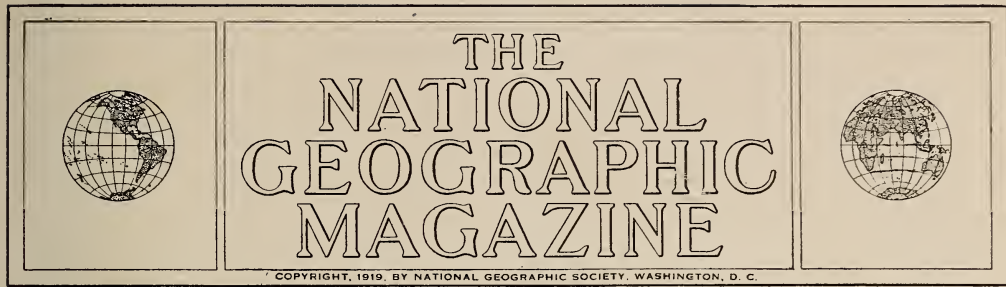 THE
NATIONAL
GEOGRAPHIC
MAGAZINE
COPYRIGHT, 1919, BY NATIONAL GEOGRAPHIC SOCIETY. WASHINGTON, D. C.